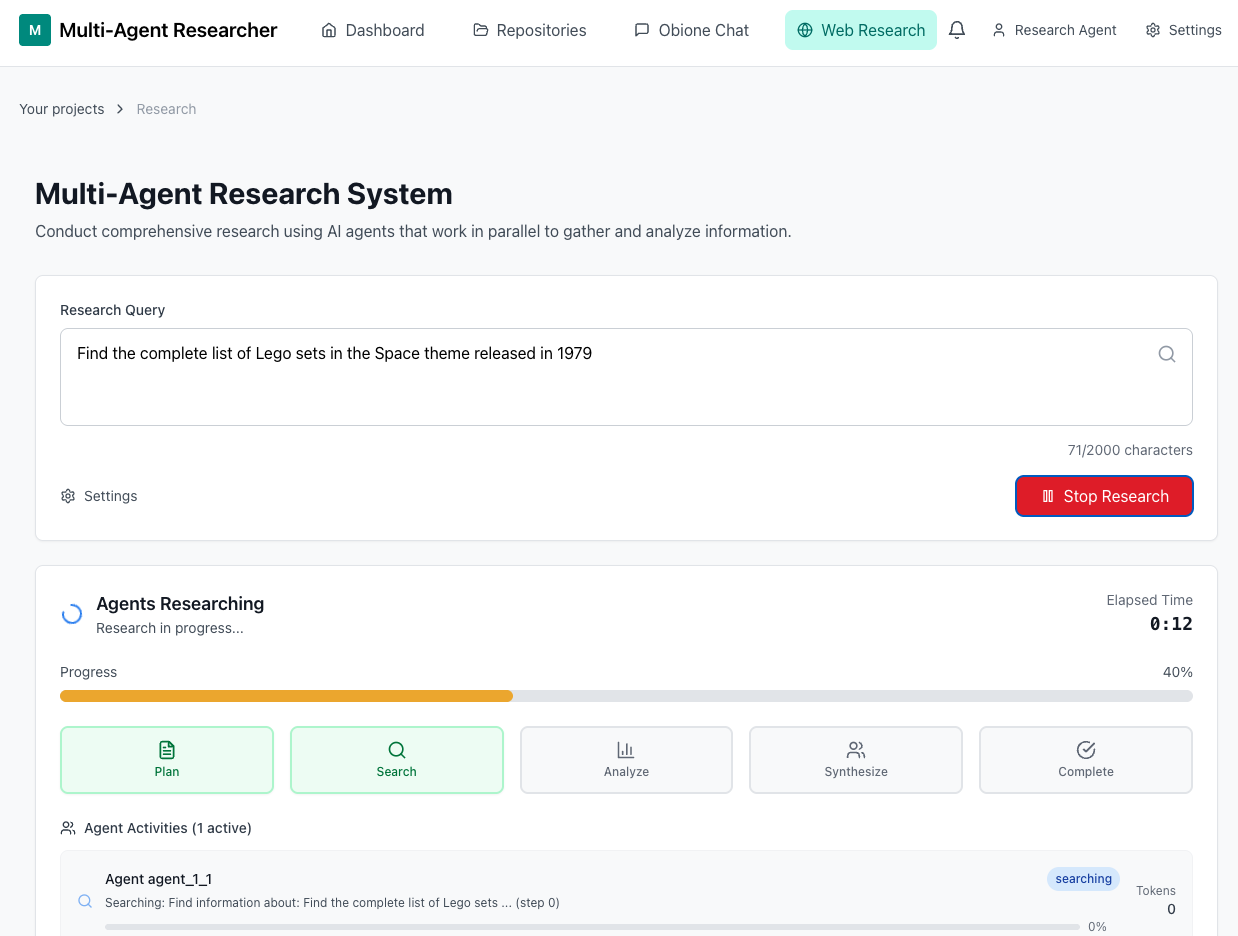 M Multi-Agent Researcher Dashboard Repositories Obione Chat Web Research Research Agent Settings
Your projects > Research
Multi-Agent Research System
Conduct comprehensive research using AI agents that work in parallel to gather and analyze information.
Research Query
Find the complete list of Lego sets in the Space theme released in 1979
71/2000 characters
Settings
Stop Research
Agents Researching
Research in progress...
Elapsed Time
0:12
Progress 40%
Plan Search Analyze Synthesize Complete
Agent Activities (1 active)
Agent agent_1_1
Searching: Find information about: Find the complete list of Lego sets ... (step 0)
searching
Tokens
0
0%